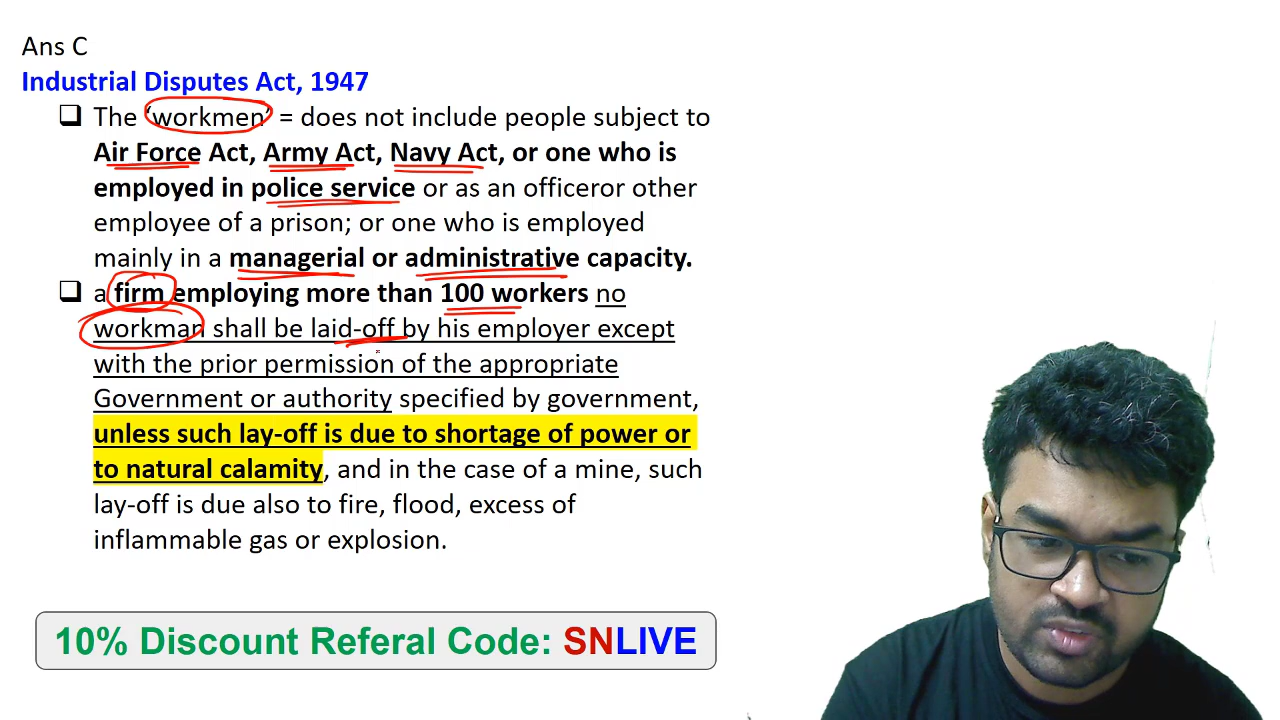 Ans C
Industrial Disputes Act, 1947
The ‘workmen’ = does not include people subject to
Air Force Act, Army Act, Navy Act, or one who is
employed in police service or as an officeror other
employee of a prison; or one who is employed
mainly in a managerial or administrative capacity.
a firm employing more than 100 workers no
workman shall be laid-off by his employer except
with the prior permission of the appropriate
Government or authority specified by government,
unless such lay-off is due to shortage of power or
to natural calamity, and in the case of a mine, such
lay-off is due also to fire, flood, excess of
inflammable gas or explosion.
10% Discount Referal Code: SNLIVE